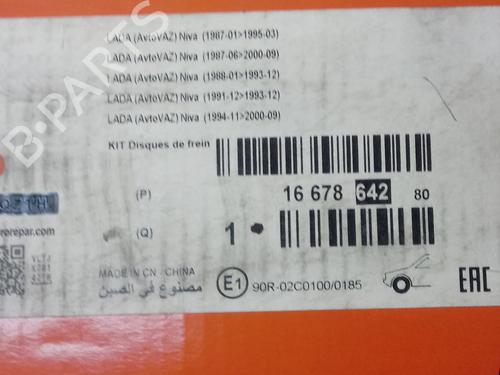 LADA (AvtoVAZ) Niva (1987-01>1995-03)
LADA (AvtoVAZ) Niva (1987-06>2000-09)
LADA (AvtoVAZ) Niva (1988-01>1993-12)
LADA (AvtoVAZ) Niva (1991-12>1993-12)
LADA (AvtoVAZ) Niva (1994-11>2000-09)
KIT Disques de frein
(P)
16 678 642 80
(Q)
1
rorepar.com
MADE IN CN - CHINA
مصنوع في الصين
E1
90R-02C0100/0185
EAC
B-PARTS